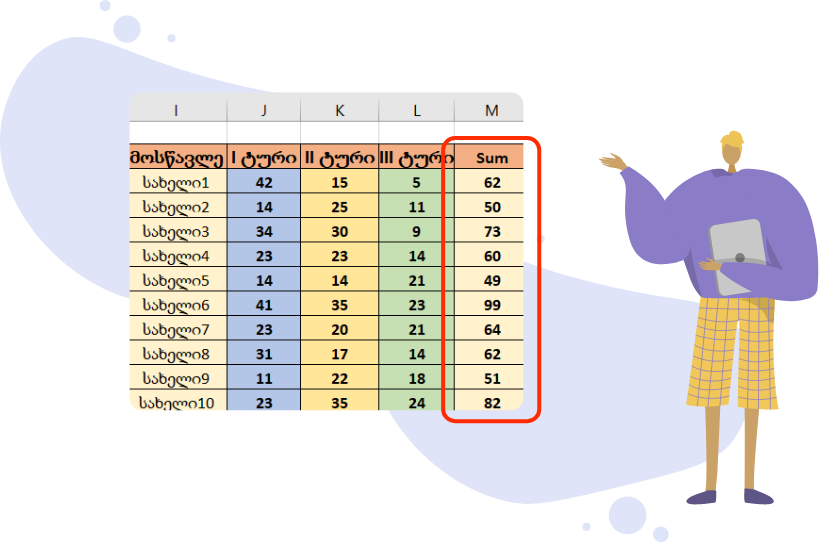 I J K L M
მოსწავლე I ტური II ტური III ტური Sum
სახელი1 42 15 5 62
სახელი2 14 25 11 50
სახელი3 34 30 9 73
სახელი4 23 23 14 60
სახელი5 14 14 21 49
სახელი6 41 35 23 99
სახელი7 23 20 21 64
სახელი8 31 17 14 62
სახელი9 11 22 18 51
სახელი10 23 35 24 82